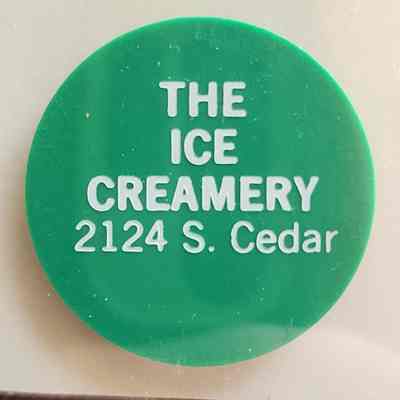 THE
ICE
CREAMERY
2124 S. Cedar